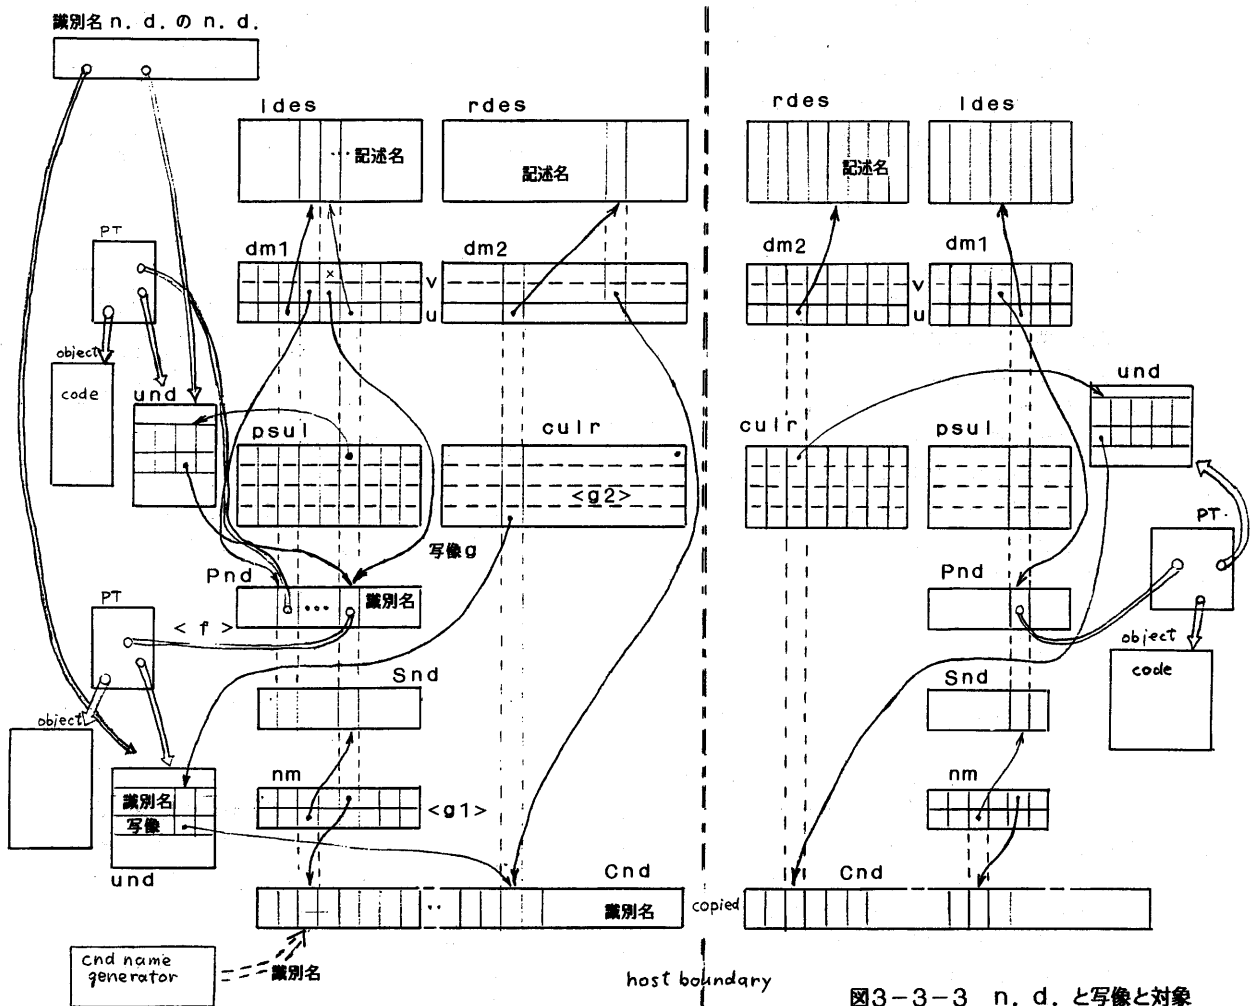 識別名 n. d. の n. d.
ldes
rdes
rdes
ldes
…記述名
記述名
記述名
PT
dm1
dm2
dm2
dm1
×
v
u
v
u
object
code
und
und
psul
culr
culr
psul
<g2>
PT.
写像g
Pnd
Pnd
… 識別名
PT
< f >
object
code
Snd
Snd
object
nm
nm
識別名
写像
<g1>
und
Cnd
Cnd
‥
識別名
copied
cnd name
generator
識別名
host boundary
図3-3-3 n. d. と写像と対象